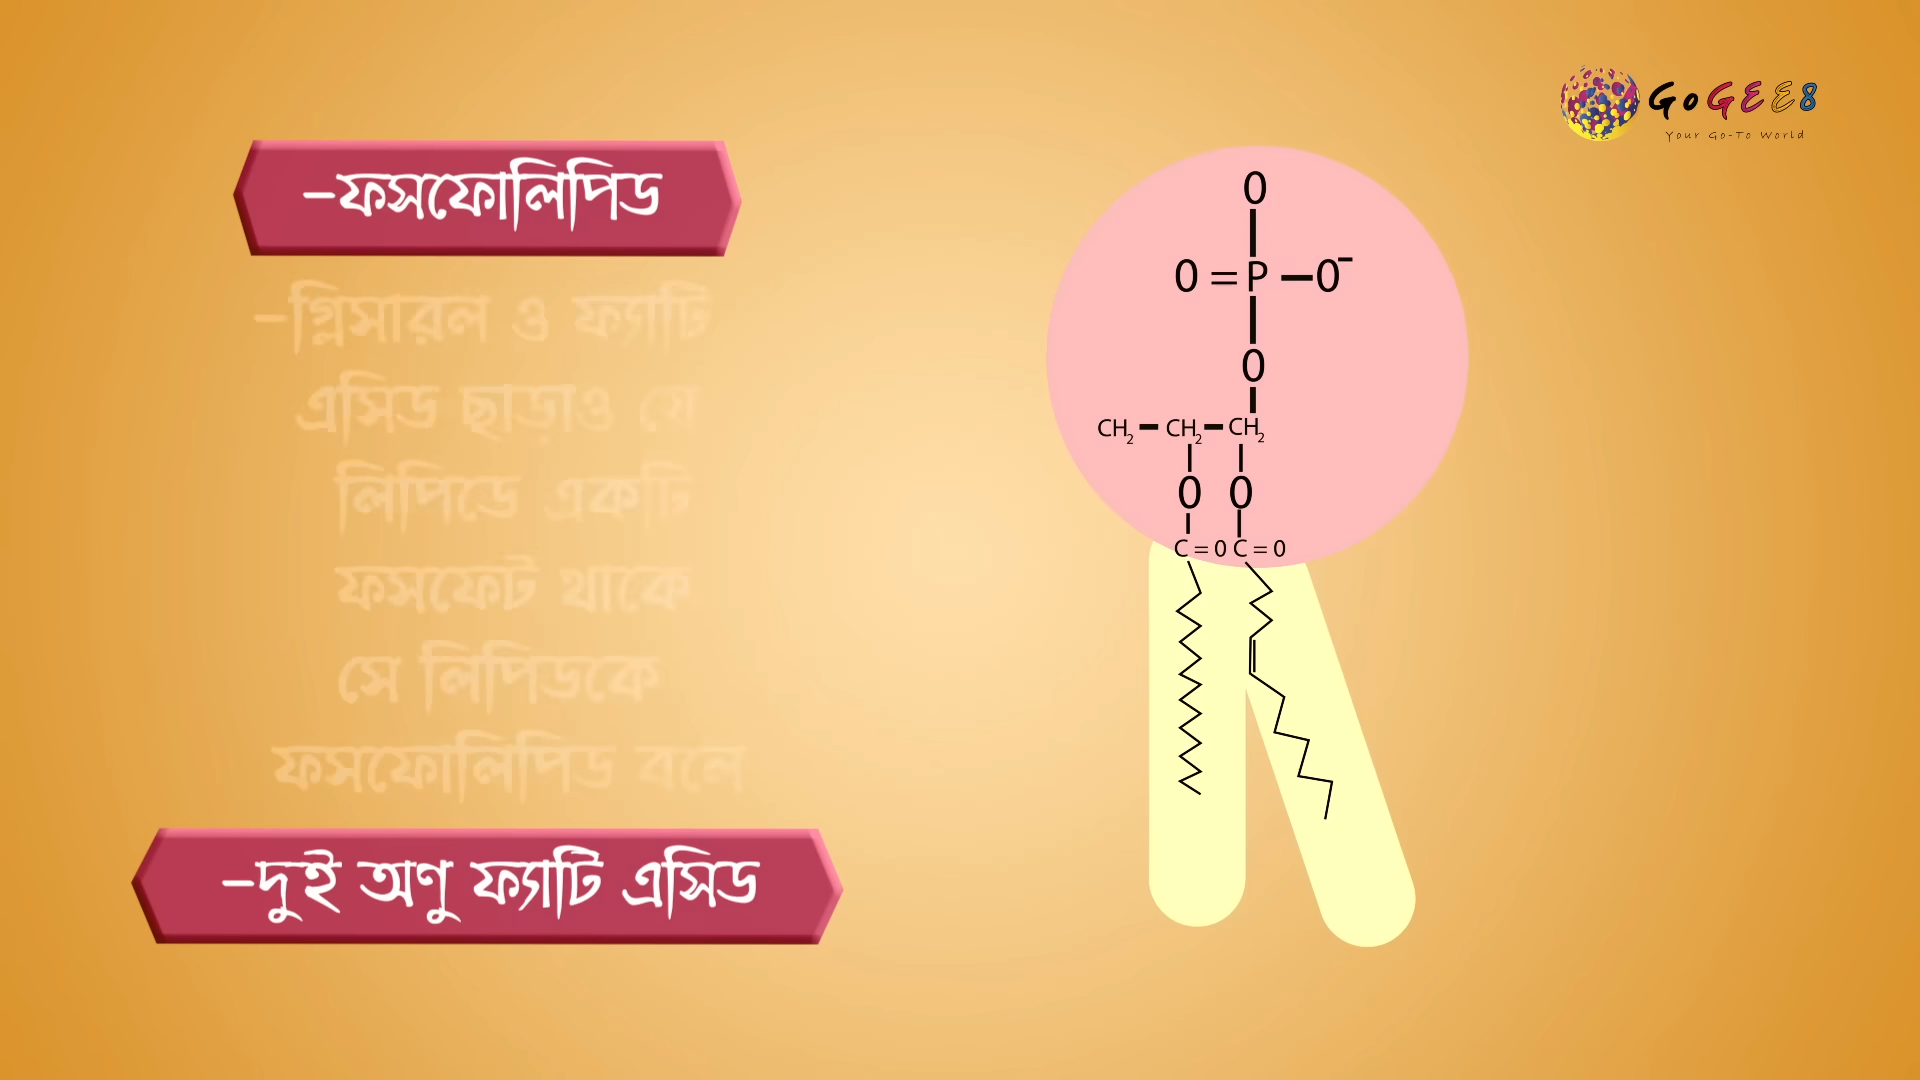 GoGEE8
Your Go-To World
–ফসফোলিপিড
–গ্লিসারল ও ফ্যাটি
এসিড ছাড়াও যে
লিপিডে একটি
ফসফেট থাকে
সে লিপিডকে
ফসফোলিপিড বলে
–দুই অণু ফ্যাটি এসিড
O
O = P – O⁻
O
CH₂ – CH₂ – CH₂
O O
C = O C = O